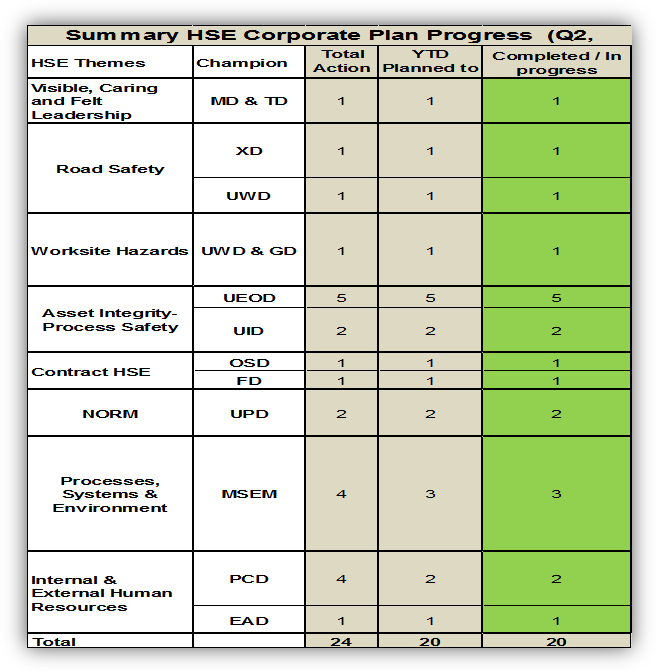 Summary HSE Corporate Plan Progress (Q2,
HSE Themes Champion Total Action YTD Planned to Completed / In progress
Visible, Caring and Felt Leadership MD & TD 1 1 1
Road Safety XD 1 1 1
UWD 1 1 1
Worksite Hazards UWD & GD 1 1 1
Asset Integrity- Process Safety UEOD 5 5 5
UID 2 2 2
Contract HSE OSD 1 1 1
FD 1 1 1
NORM UPD 2 2 2
Processes, Systems & Environment MSEM 4 3 3
Internal & External Human Resources PCD 4 2 2
EAD 1 1 1
Total 24 20 20